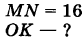 MN = 16
OK — ?